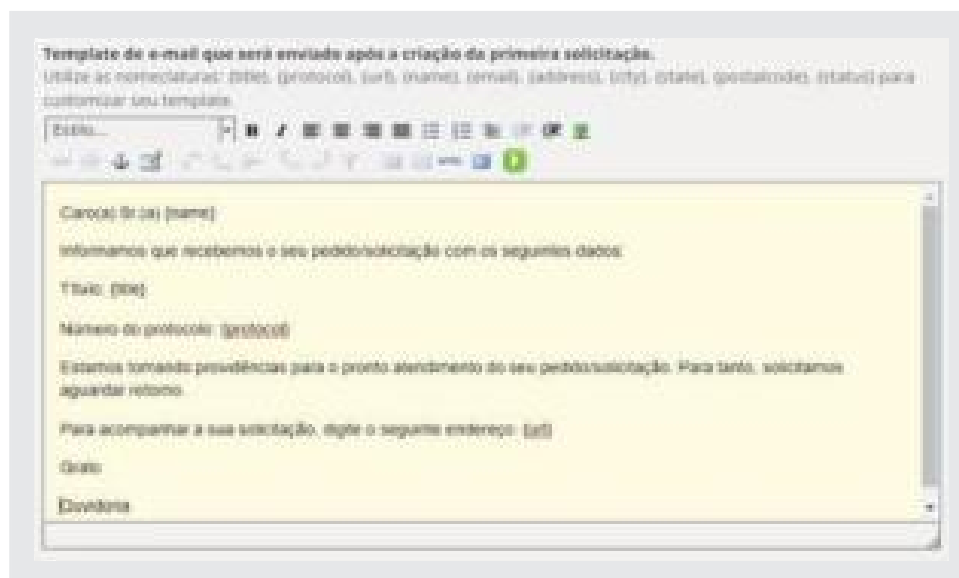 Template de e-mail que será enviado após a criação da primeira solicitação.
Utilize as nomeclaturas: {title}, {protocol}, {url}, {name}, {email}, {address}, {city}, {state}, {postalcode}, {status} para
customizar seu template.
Estilo...
Caro(a) Sr.(a) {name}
Informamos que recebemos o seu pedido/solicitação com os seguintes dados:
Título: {title}
Número do protocolo: {protocol}
Estamos tomando providências para o pronto atendimento do seu pedido/solicitação. Para tanto, solicitamos
aguardar retorno.
Para acompanhar a sua solicitação, digite o seguinte endereço: {url}
Grato
Ouvidoria